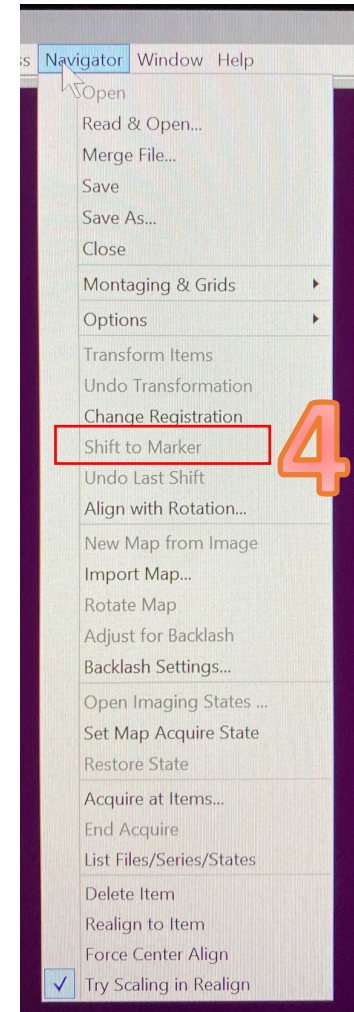 Navigator Window Help
Open
Read & Open...
Merge File...
Save
Save As...
Close
Montaging & Grids
Options
Transform Items
Undo Transformation
Change Registration
Shift to Marker
4
Undo Last Shift
Align with Rotation...
New Map from Image
Import Map...
Rotate Map
Adjust for Backlash
Backlash Settings...
Open Imaging States ...
Set Map Acquire State
Restore State
Acquire at Items...
End Acquire
List Files/Series/States
Delete Item
Realign to Item
Force Center Align
Try Scaling in Realign